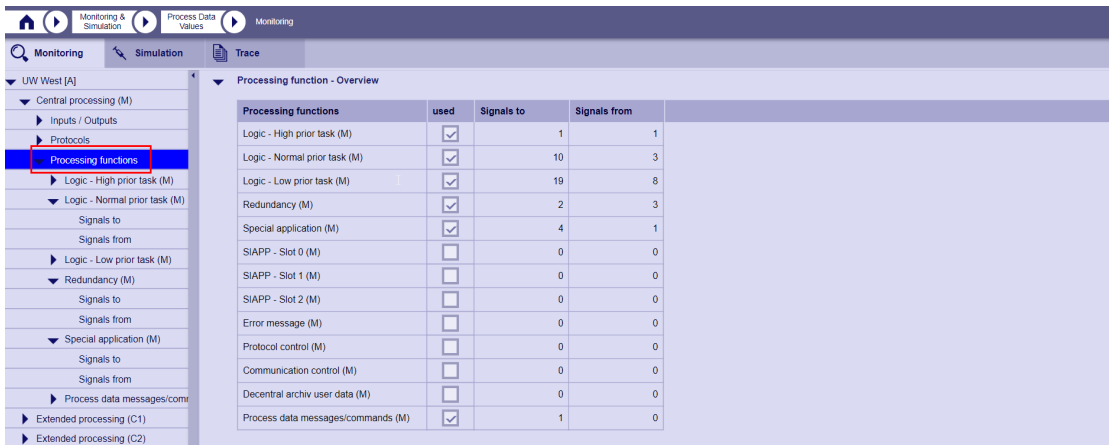 Monitoring &
Simulation
Process Data
Values
Monitoring
Monitoring
Simulation
Trace
UW West [A]
Central processing (M)
Inputs / Outputs
Protocols
Processing functions
Logic - High prior task (M)
Logic - Normal prior task (M)
Signals to
Signals from
Logic - Low prior task (M)
Redundancy (M)
Signals to
Signals from
Special application (M)
Signals to
Signals from
Process data messages/comm
Extended processing (C1)
Extended processing (C2)
Processing function - Overview
Processing functions used Signals to Signals from
Logic - High prior task (M) 1 1
Logic - Normal prior task (M) 10 3
Logic - Low prior task (M) 19 8
Redundancy (M) 2 3
Special application (M) 4 1
SIAPP - Slot 0 (M) 0 0
SIAPP - Slot 1 (M) 0 0
SIAPP - Slot 2 (M) 0 0
Error message (M) 0 0
Protocol control (M) 0 0
Communication control (M) 0 0
Decentral archiv user data (M) 0 0
Process data messages/commands (M) 1 0